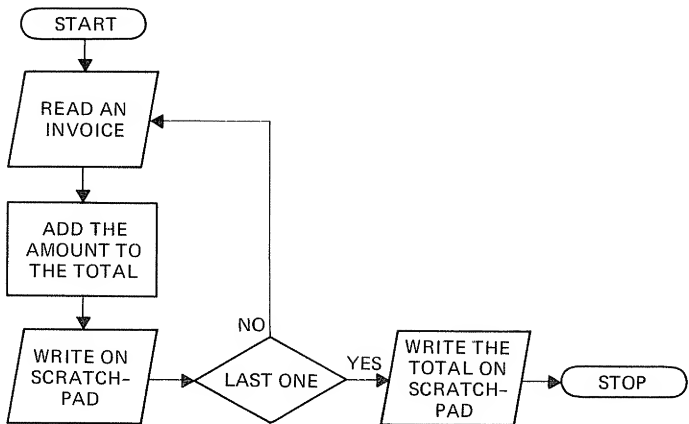 START
READ AN
INVOICE
ADD THE
AMOUNT TO
THE TOTAL
WRITE ON
SCRATCH-
PAD
NO
LAST ONE
YES
WRITE THE
TOTAL ON
SCRATCH-
PAD
STOP